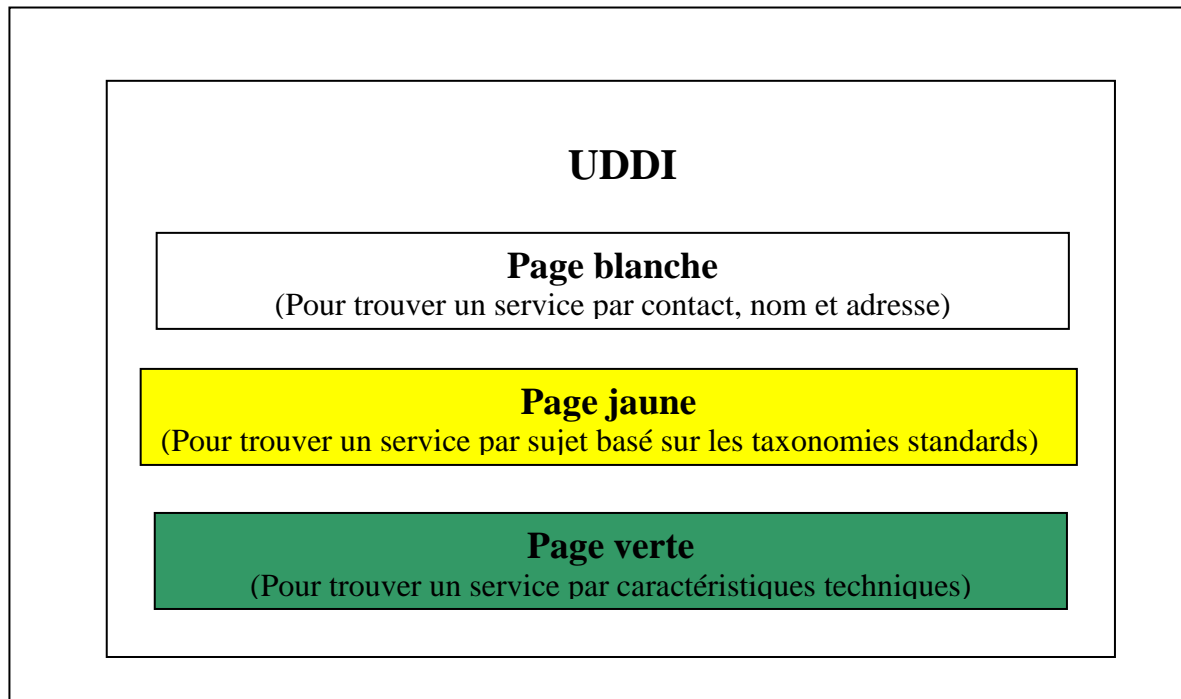 UDDI
Page blanche
(Pour trouver un service par contact, nom et adresse)
Page jaune
(Pour trouver un service par sujet basé sur les taxonomies standards)
Page verte
(Pour trouver un service par caractéristiques techniques)